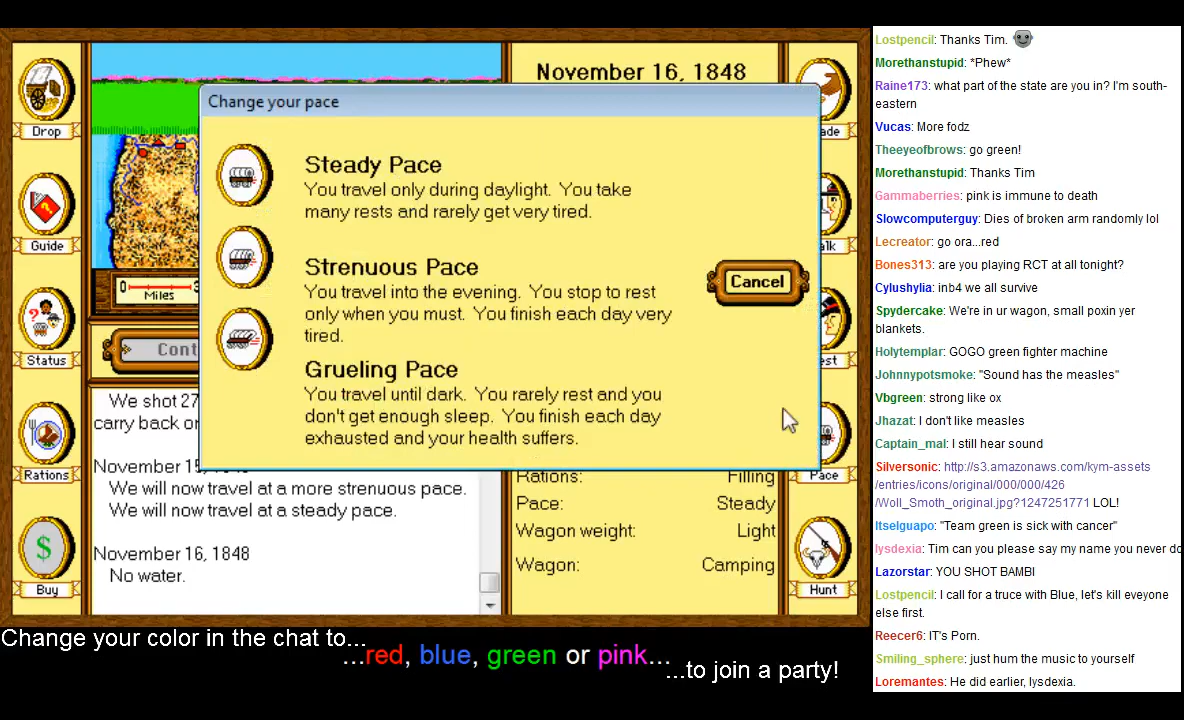 November 16, 1848
Change your pace
Steady Pace
You travel only during daylight. You take
many rests and rarely get very tired.
Strenuous Pace
You travel into the evening. You stop to rest
only when you must. You finish each day very
tired.
Grueling Pace
You travel until dark. You rarely rest and you
don't get enough sleep. You finish each day
exhausted and your health suffers.
Cancel
Drop
Guide
Status
Rations
Buy
ade
alk
est
Pace
Hunt
0
Miles
Cont
We shot 27
carry back or
November 15,
We will now travel at a more strenuous pace.
We will now travel at a steady pace.
November 16, 1848
No water.
Rations: Filling
Pace: Steady
Wagon weight: Light
Wagon: Camping
Change your color in the chat to...
...red, blue, green or pink...
...to join a party!
Lostpencil: Thanks Tim.
Morethanstupid: *Phew*
Raine173: what part of the state are you in? I'm south-
eastern
Vucas: More fodz
Theeyeofbrows: go green!
Morethanstupid: Thanks Tim
Gammaberries: pink is immune to death
Slowcomputerguy: Dies of broken arm randomly lol
Lecreator: go ora...red
Bones313: are you playing RCT at all tonight?
Cylushylia: inb4 we all survive
Spydercake: We're in ur wagon, small poxin yer
blankets.
Holytemplar: GOGO green fighter machine
Johnnypotsmoke: "Sound has the measles"
Vbgreen: strong like ox
Jhazat: I don't like measles
Captain_mal: I still hear sound
Silversonic: http://s3.amazonaws.com/kym-assets
/entries/icons/original/000/000/426
/Woll_Smoth_original.jpg?1247251771 LOL!
Itselguapo: "Team green is sick with cancer"
lysdexia: Tim can you please say my name you never do
Lazorstar: YOU SHOT BAMBI
Lostpencil: I call for a truce with Blue, let's kill eveyone
else first.
Reecer6: IT's Porn.
Smiling_sphere: just hum the music to yourself
Loremantes: He did earlier, lysdexia.